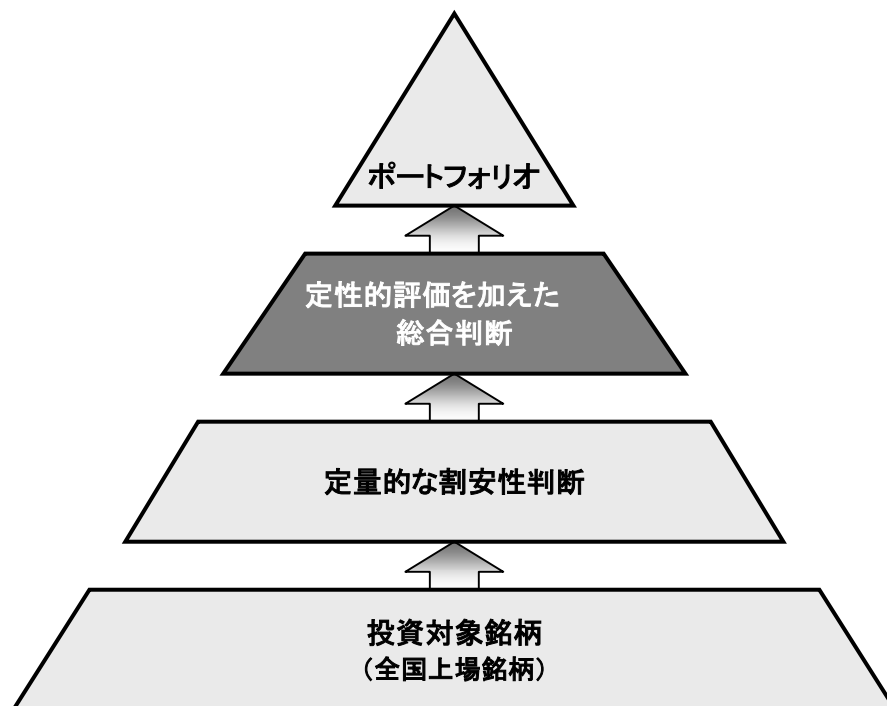 ポートフォリオ
定性的評価を加えた
総合判断
定量的な割安性判断
投資対象銘柄
（全国上場銘柄）